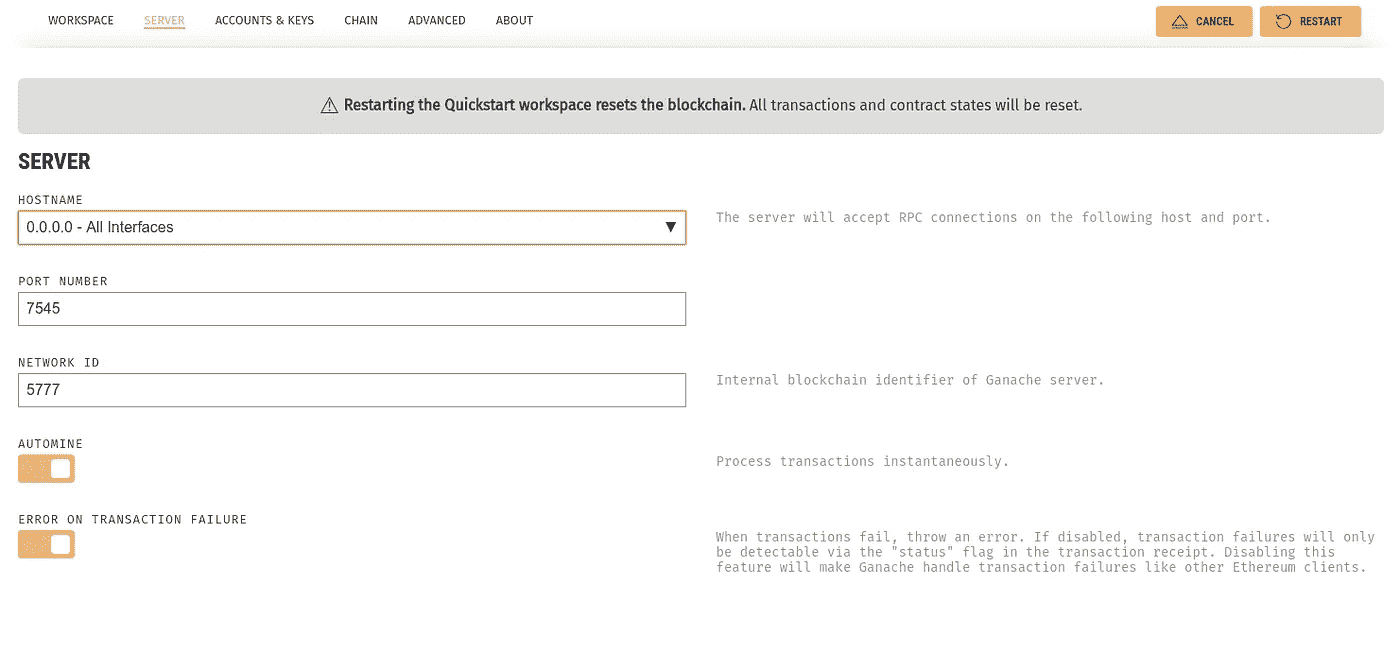 WORKSPACE SERVER ACCOUNTS & KEYS CHAIN ADVANCED ABOUT CANCEL RESTART
Restarting the Quickstart workspace resets the blockchain. All transactions and contract states will be reset.
SERVER
HOSTNAME
0.0.0.0 - All Interfaces
The server will accept RPC connections on the following host and port.
PORT NUMBER
7545
NETWORK ID
5777
Internal blockchain identifier of Ganache server.
AUTOMINE
Process transactions instantaneously.
ERROR ON TRANSACTION FAILURE
When transactions fail, throw an error. If disabled, transaction failures will only
be detectable via the "status" flag in the transaction receipt. Disabling this
feature will make Ganache handle transaction failures like other Ethereum clients.